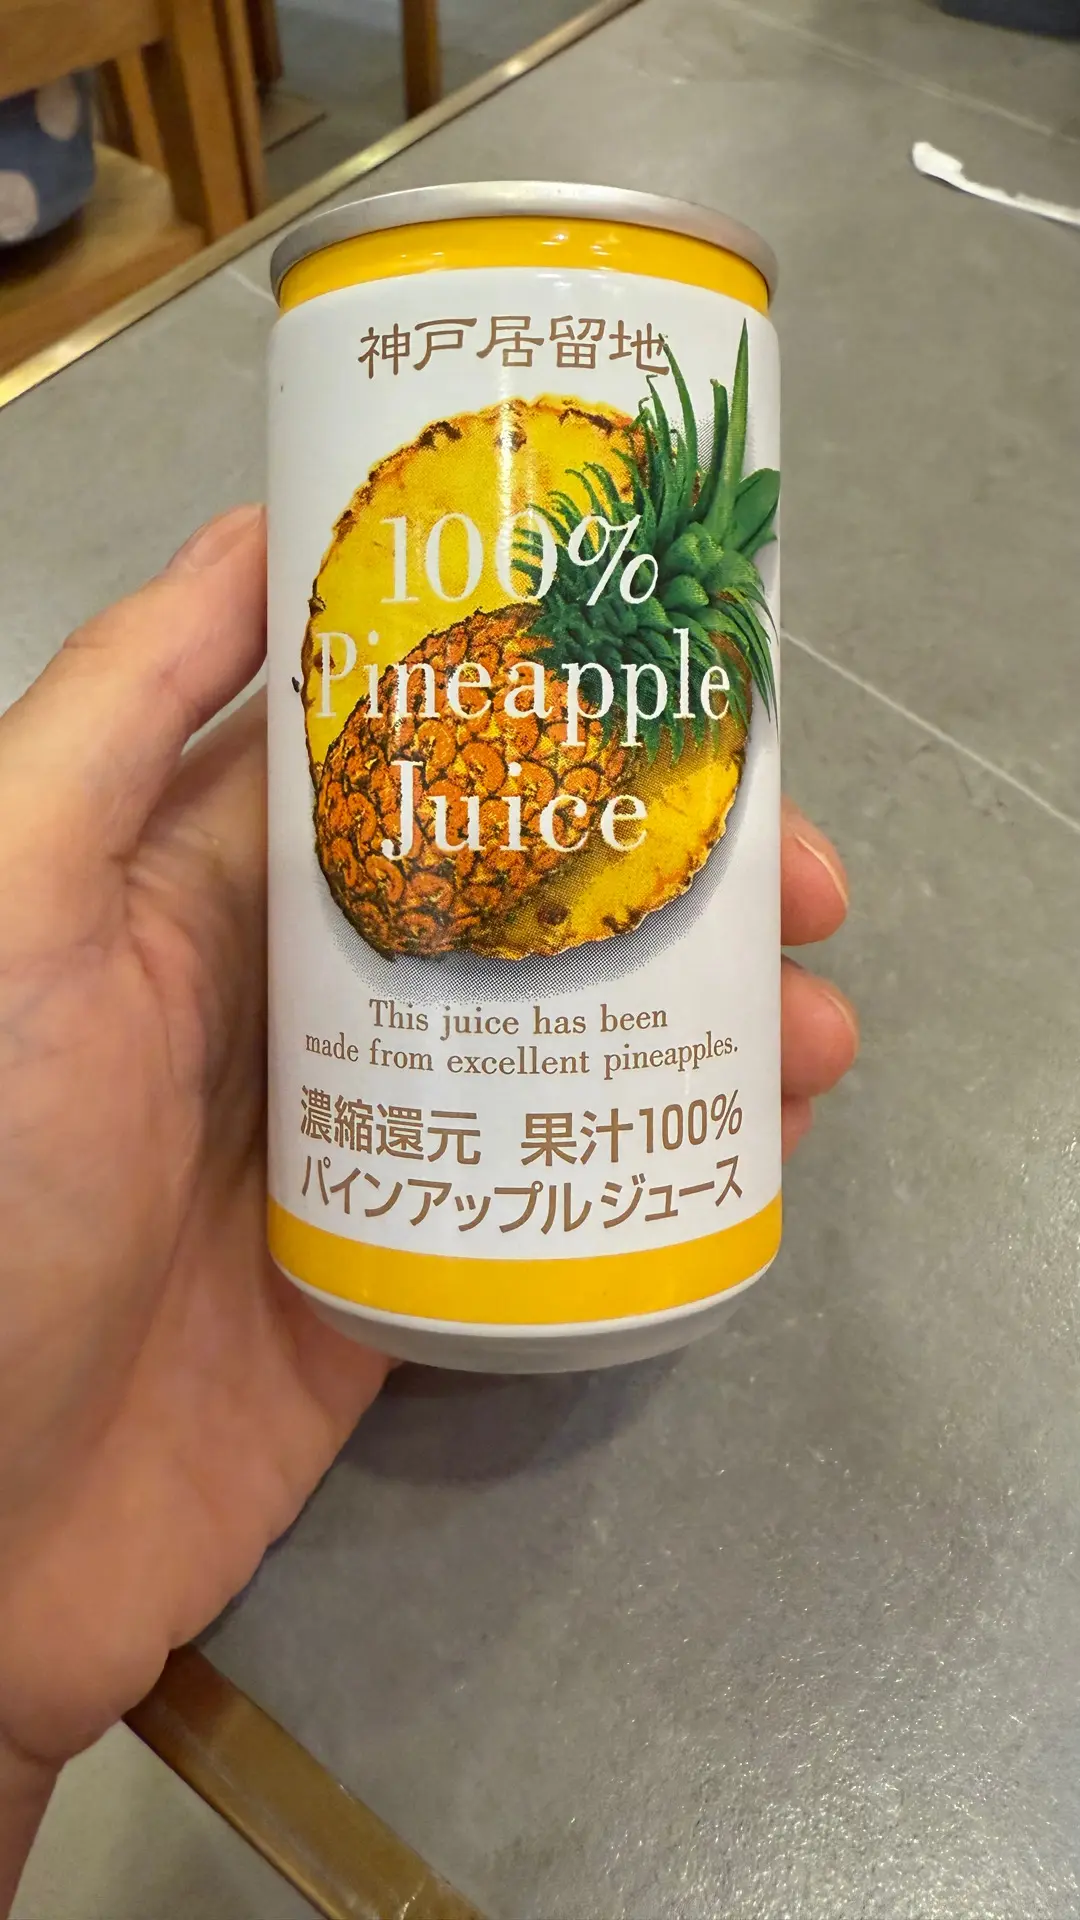 神戸居留地
100%
Pineapple
Juice
This juice has been
made from excellent pineapples.
濃縮還元 果汁100%
パインアップルジュース